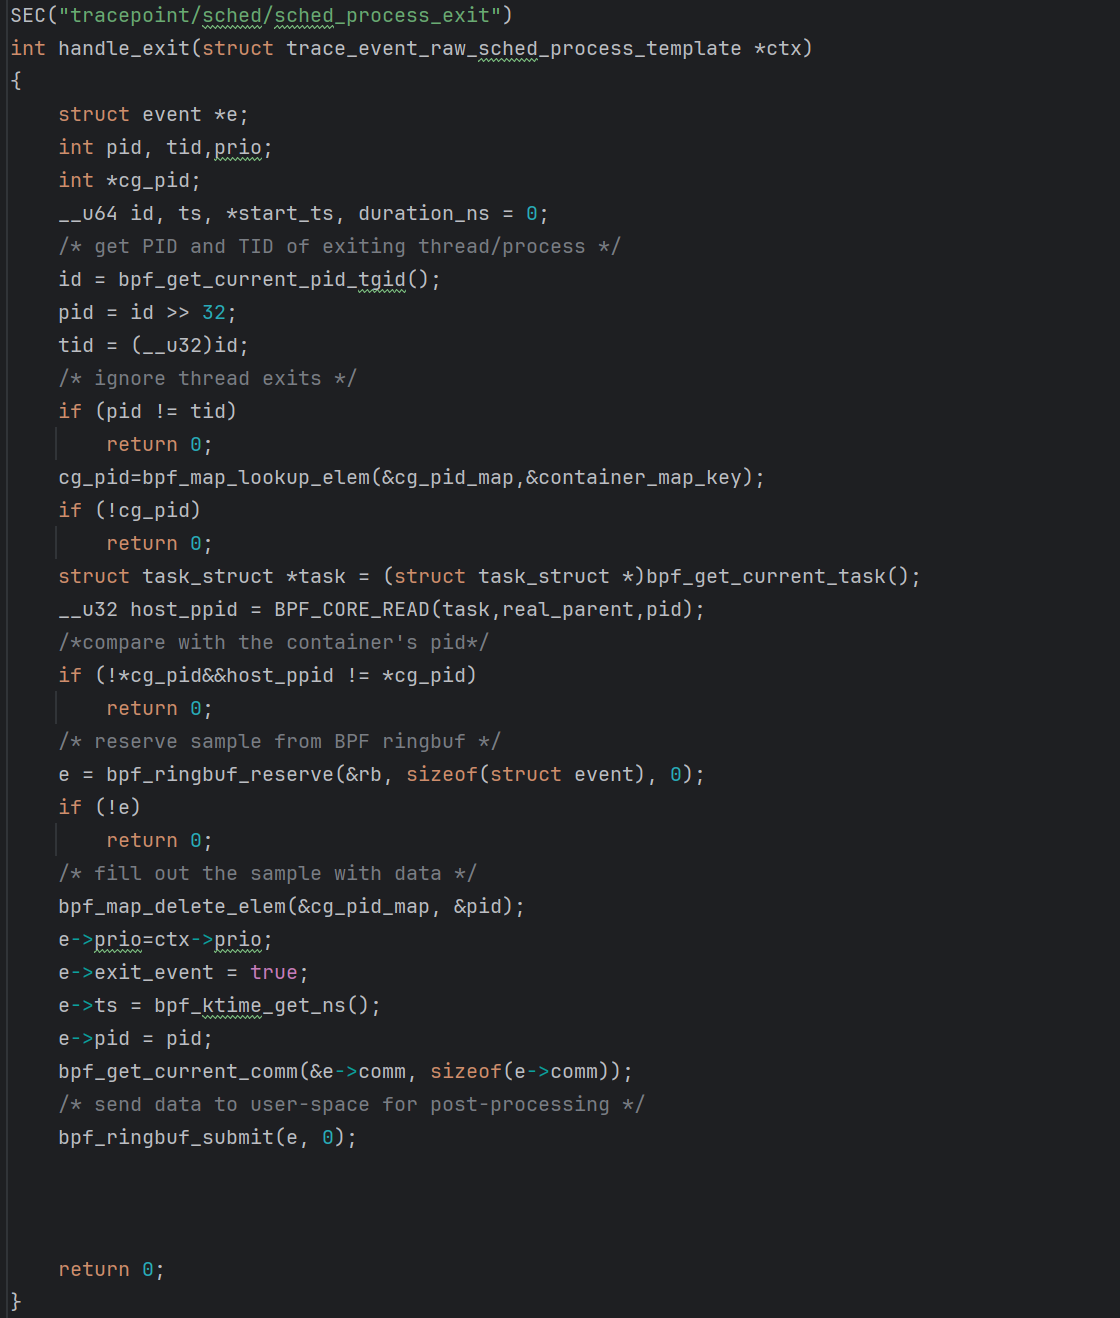 SEC("tracepoint/sched/sched_process_exit")
int handle_exit(struct trace_event_raw_sched_process_template *ctx)
{
    struct event *e;
    int pid, tid,prio;
    int *cg_pid;
    __u64 id, ts, *start_ts, duration_ns = 0;
    /* get PID and TID of exiting thread/process */
    id = bpf_get_current_pid_tgid();
    pid = id >> 32;
    tid = (__u32)id;
    /* ignore thread exits */
    if (pid != tid)
        return 0;
    cg_pid=bpf_map_lookup_elem(&cg_pid_map,&container_map_key);
    if (!cg_pid)
        return 0;
    struct task_struct *task = (struct task_struct *)bpf_get_current_task();
    __u32 host_ppid = BPF_CORE_READ(task,real_parent,pid);
    /*compare with the container's pid*/
    if (!*cg_pid&&host_ppid != *cg_pid)
        return 0;
    /* reserve sample from BPF ringbuf */
    e = bpf_ringbuf_reserve(&rb, sizeof(struct event), 0);
    if (!e)
        return 0;
    /* fill out the sample with data */
    bpf_map_delete_elem(&cg_pid_map, &pid);
    e->prio=ctx->prio;
    e->exit_event = true;
    e->ts = bpf_ktime_get_ns();
    e->pid = pid;
    bpf_get_current_comm(&e->comm, sizeof(e->comm));
    /* send data to user-space for post-processing */
    bpf_ringbuf_submit(e, 0);
    return 0;
}